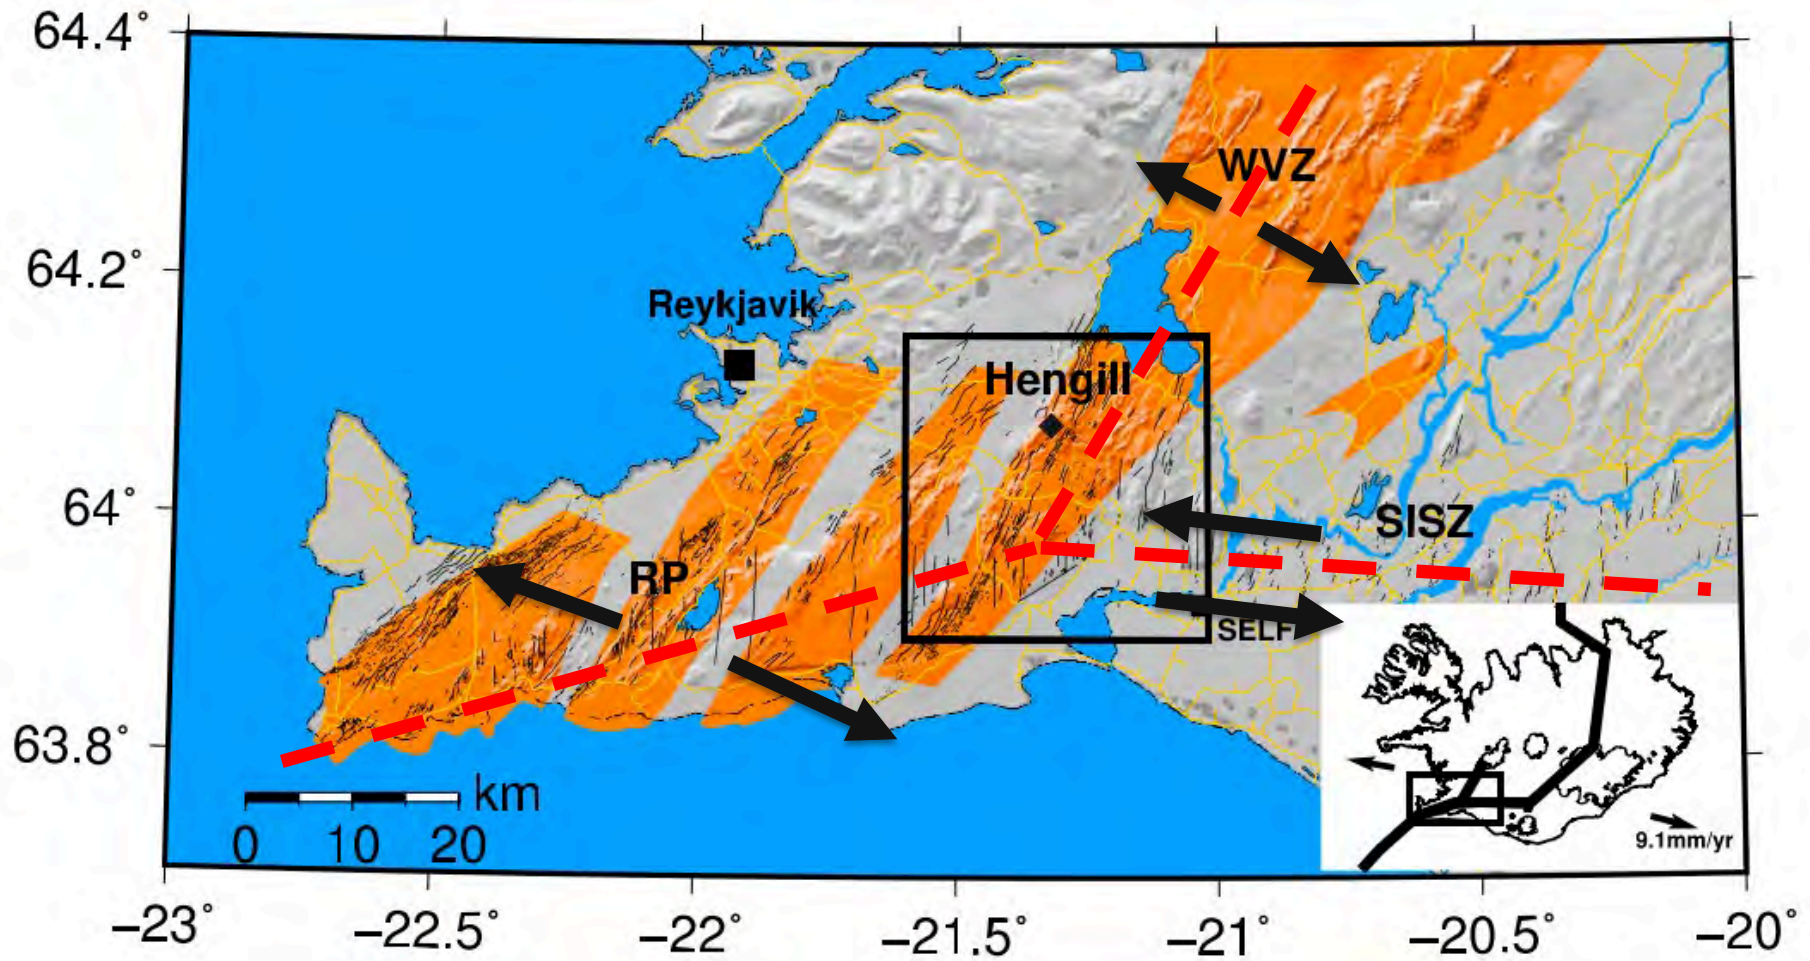 64.4°
WVZ
64.2°
Reykjavik
Hengill
64°
SISZ
RP
SELF
63.8°
km
0 10 20
9.1mm/yr
−23° −22.5° −22° −21.5° −21° −20.5° −20°